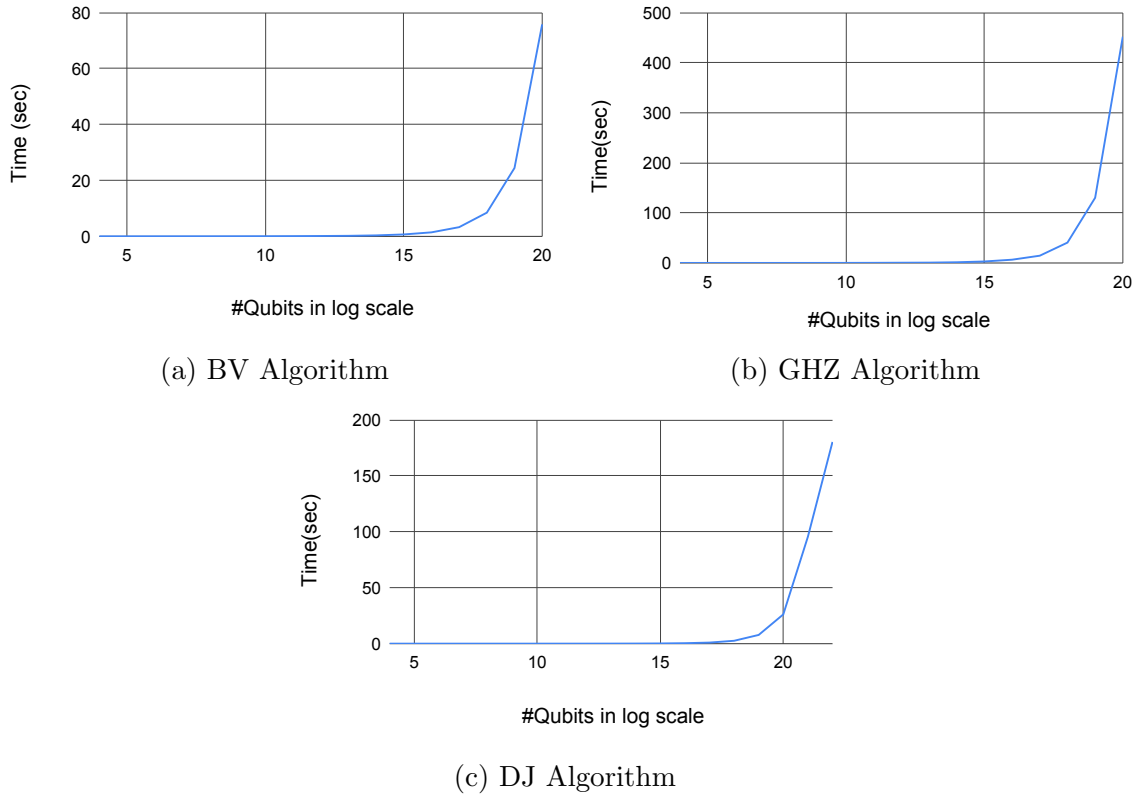 80
60
40
20
0
Time (sec)
5 10 15 20
#Qubits in log scale
(a) BV Algorithm
500
400
300
200
100
0
Time(sec)
5 10 15 20
#Qubits in log scale
(b) GHZ Algorithm
200
150
100
50
0
Time(sec)
5 10 15 20
#Qubits in log scale
(c) DJ Algorithm